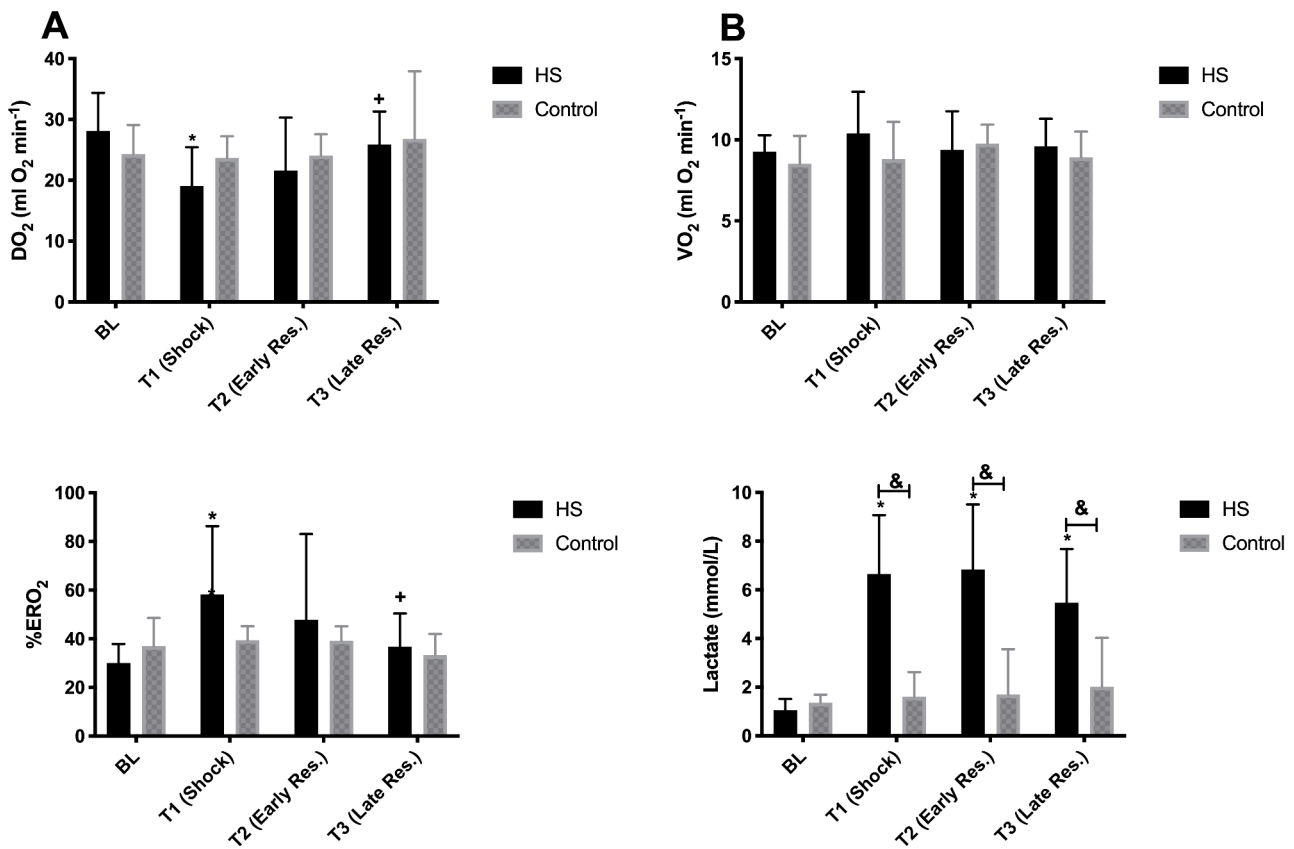 A
DO₂ (ml O₂ min⁻¹)
40
30
20
10
0
*
+
BL
T1 (Shock)
T2 (Early Res.)
T3 (Late Res.)
HS
Control
B
VO₂ (ml O₂ min⁻¹)
15
10
5
0
BL
T1 (Shock)
T2 (Early Res.)
T3 (Late Res.)
HS
Control
%ERO₂
100
80
60
40
20
0
*
+
BL
T1 (Shock)
T2 (Early Res.)
T3 (Late Res.)
HS
Control
Lactate (mmol/L)
10
8
6
4
2
0
&
*
&
*
&
*
BL
T1 (Shock)
T2 (Early Res.)
T3 (Late Res.)
HS
Control